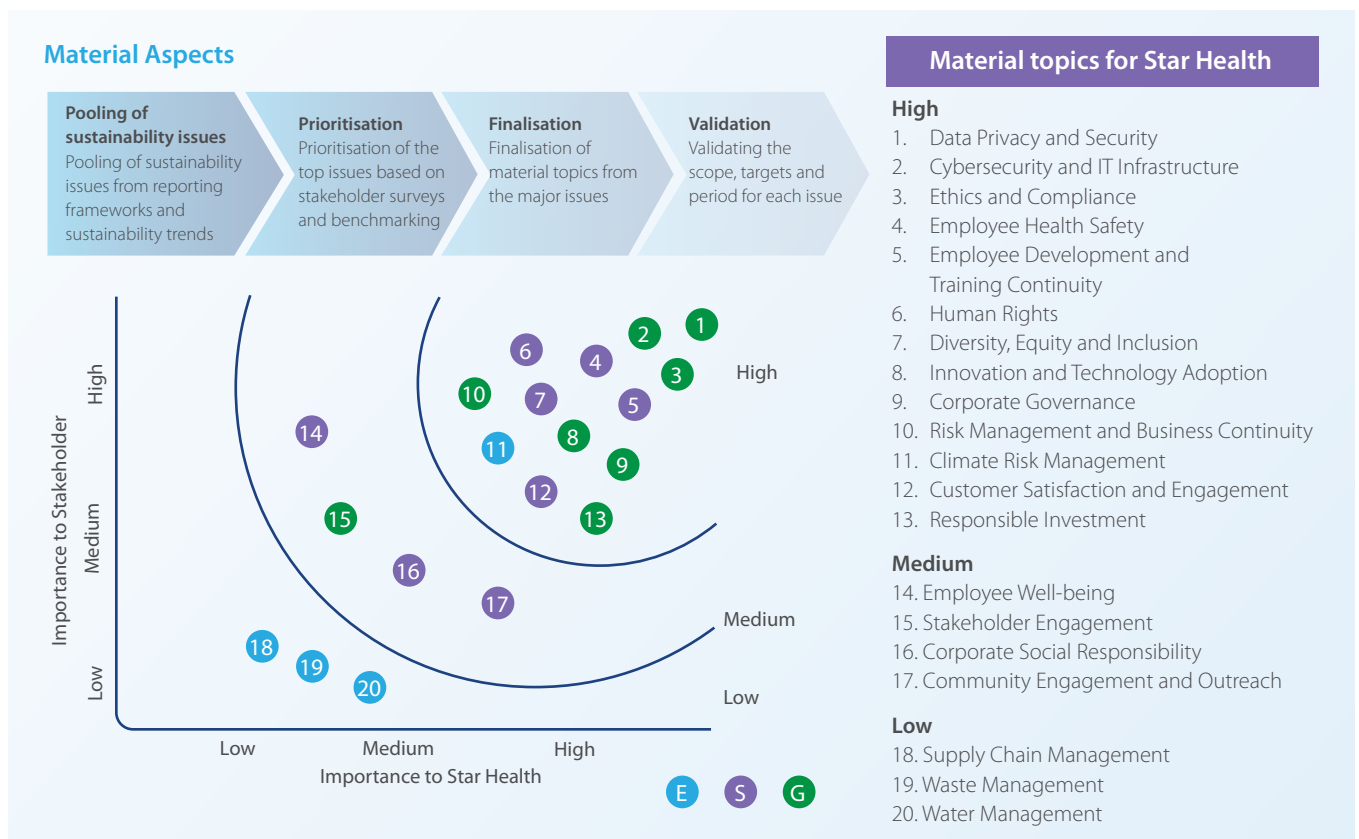 Material Aspects
Pooling of
sustainability issues
Pooling of sustainability
issues from reporting
frameworks and
sustainability trends
Prioritisation
Prioritisation of the
top issues based on
stakeholder surveys
and benchmarking
Finalisation
Finalisation of
material topics from
the major issues
Validation
Validating the
scope, targets and
period for each issue
Importance to Stakeholder
High
Medium
Low
6
4
2
1
3
10
7
5
8
9
11
12
13
14
15
16
17
18
19
20
High
Medium
Low
Low
Medium
High
Importance to Star Health
E
S
G
Material topics for Star Health
High
1. Data Privacy and Security
2. Cybersecurity and IT Infrastructure
3. Ethics and Compliance
4. Employee Health Safety
5. Employee Development and
Training Continuity
6. Human Rights
7. Diversity, Equity and Inclusion
8. Innovation and Technology Adoption
9. Corporate Governance
10. Risk Management and Business Continuity
11. Climate Risk Management
12. Customer Satisfaction and Engagement
13. Responsible Investment
Medium
14. Employee Well-being
15. Stakeholder Engagement
16. Corporate Social Responsibility
17. Community Engagement and Outreach
Low
18. Supply Chain Management
19. Waste Management
20. Water Management